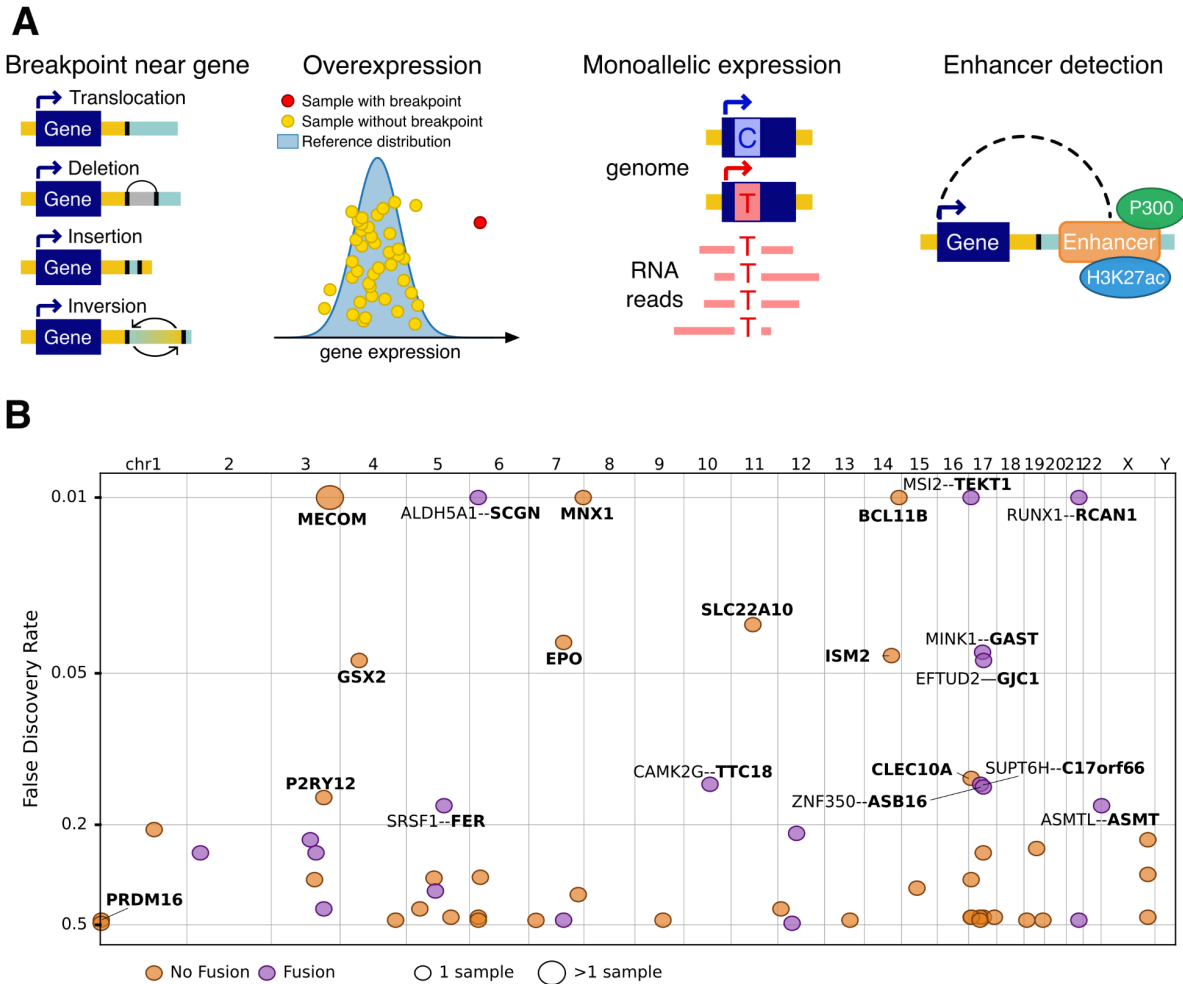 A
Breakpoint near gene
Translocation
Gene
Deletion
Gene
Insertion
Gene
Inversion
Gene
Overexpression
Sample with breakpoint
Sample without breakpoint
Reference distribution
gene expression
Monoallelic expression
genome
C
T
RNA
reads
T
T
T
T
Enhancer detection
Gene
Enhancer
P300
H3K27ac
B
chr1 2 3 4 5 6 7 8 9 10 11 12 13 14 15 16 17 18 19 20 21 22 X Y
False Discovery Rate
0.01
0.05
0.2
0.5
MSI2--TEKT1
MECOM
ALDH5A1--SCGN
MNX1
BCL11B
RUNX1--RCAN1
SLC22A10
MINK1--GAST
ISM2
EPO
GSX2
EFTUD2—GJC1
CAMK2G--TTC18
CLEC10A
SUPT6H--C17orf66
P2RY12
ZNF350--ASB16
SRSF1--FER
ASMTL--ASMT
PRDM16
No Fusion
Fusion
1 sample
>1 sample